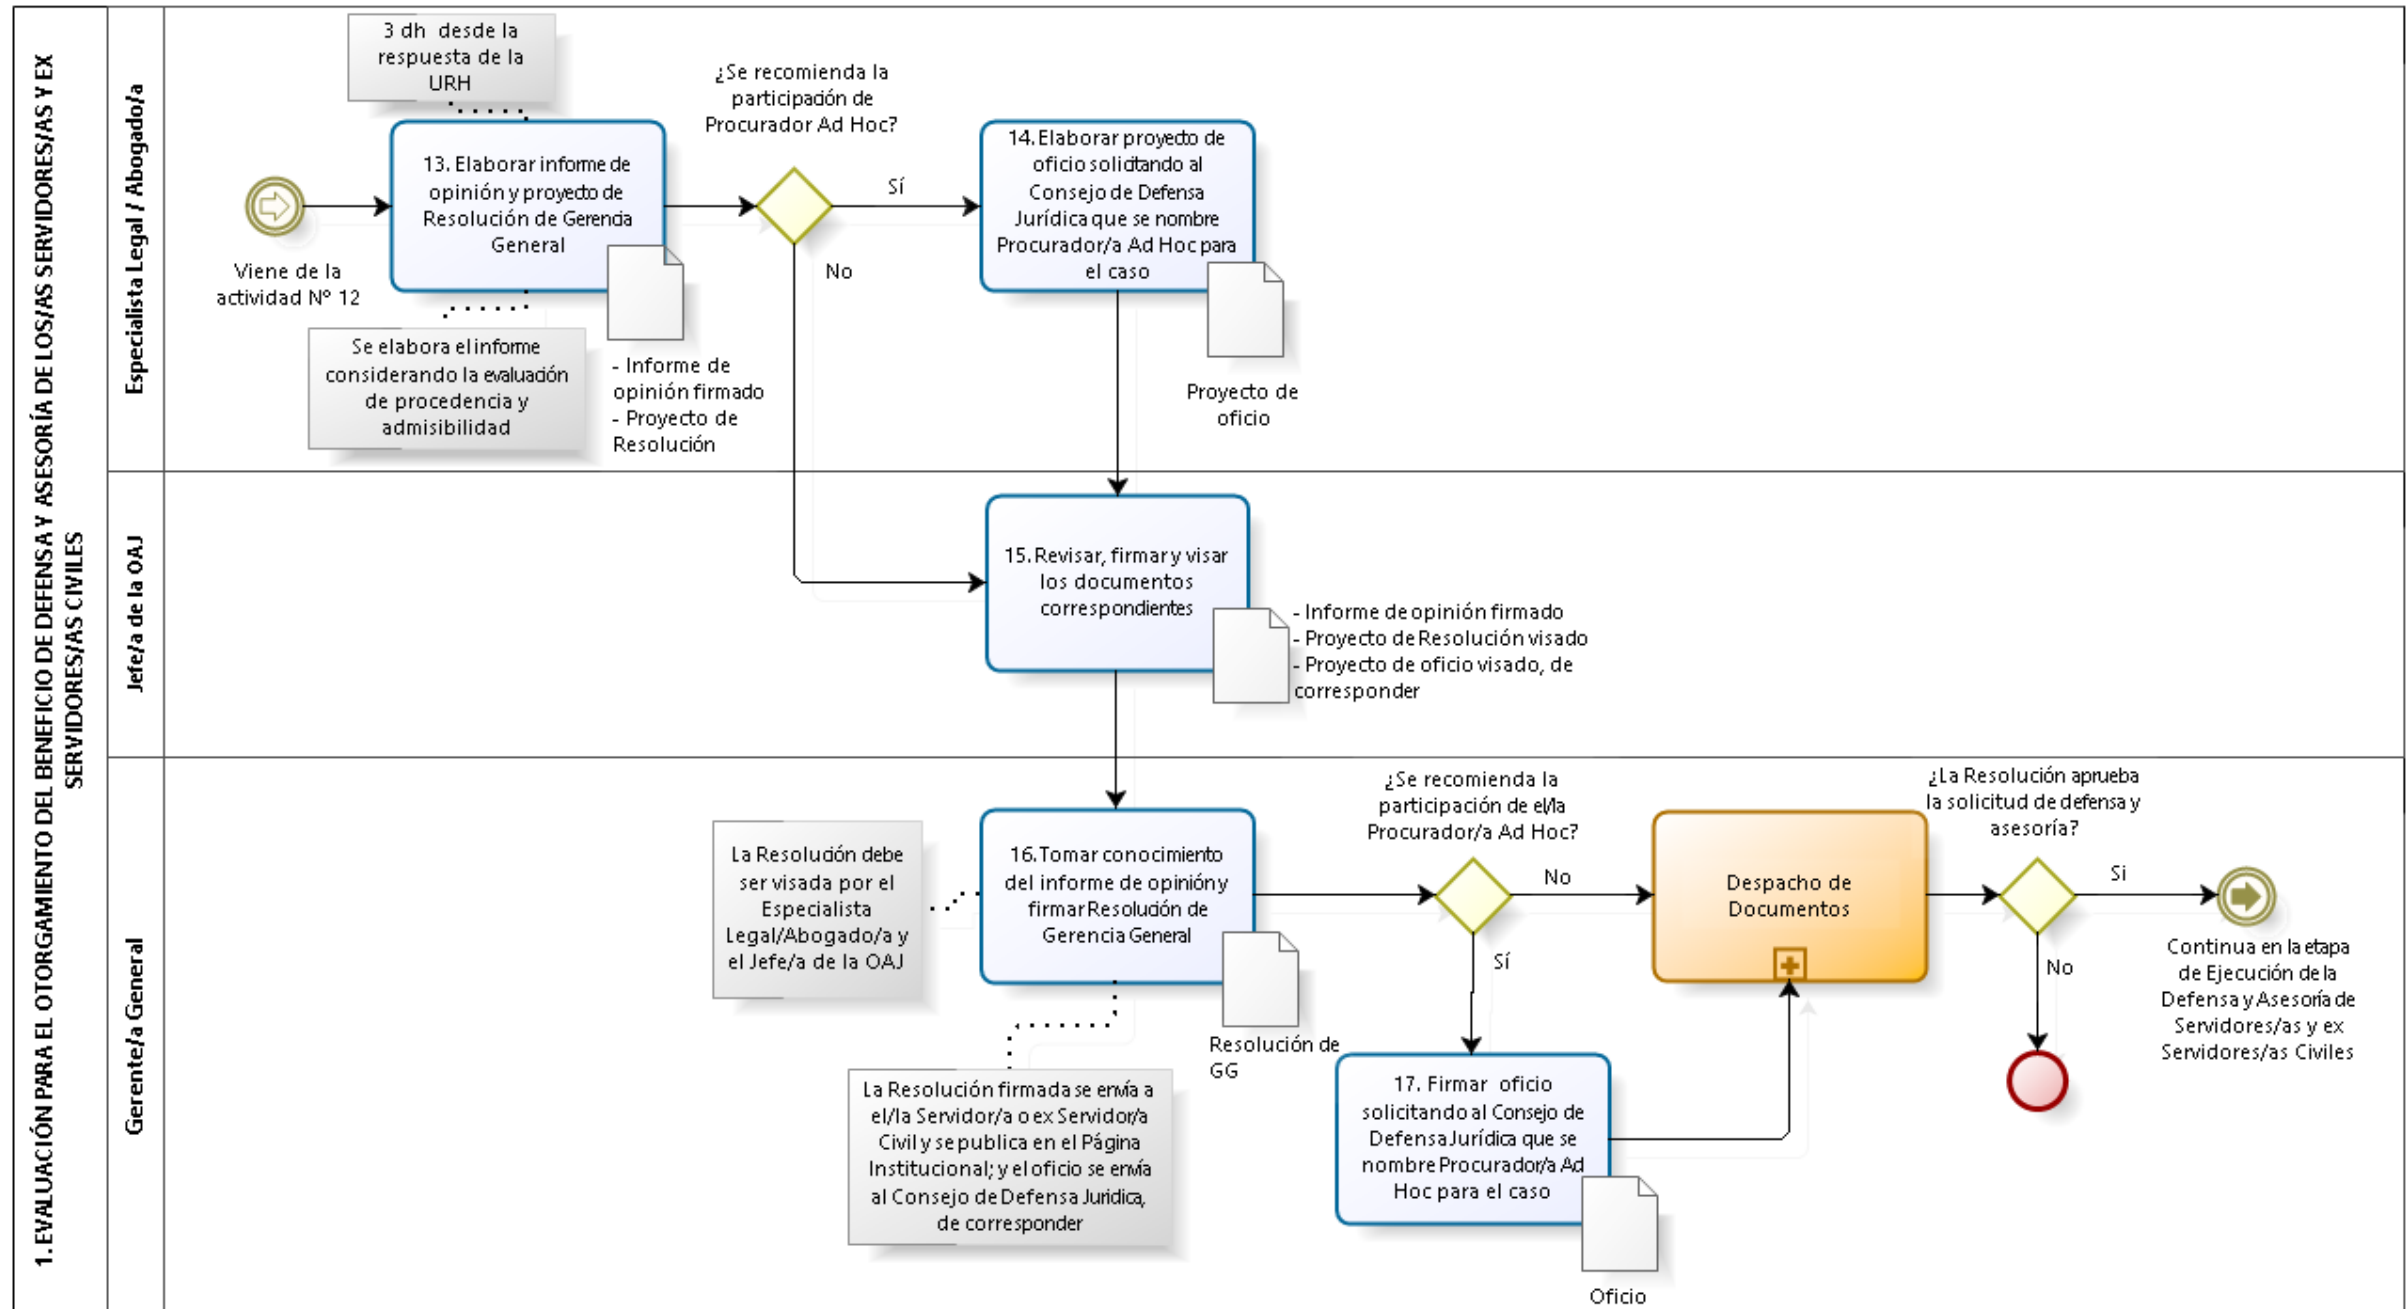 1. EVALUACIÓN PARA EL OTORGAMIENTO DEL BENEFICIO DE DEFENSA Y ASESORÍA DE LOS/AS SERVIDORES/AS Y EX
SERVIDORES/AS CIVILES
Especialista Legal / Abogado/a
3 dh desde la
respuesta de la
URH
Viene de la
actividad Nº 12
13. Elaborar informe de
opinión y proyecto de
Resolución de Gerencia
General
Se elabora el informe
considerando la evaluación
de procedencia y
admisibilidad
- Informe de
opinión firmado
- Proyecto de
Resolución
¿Se recomienda la
participación de
Procurador Ad Hoc?
Sí
No
14. Elaborar proyecto de
oficio solicitando al
Consejo de Defensa
Jurídica que se nombre
Procurador/a Ad Hoc para
el caso
Proyecto de
oficio
Jefe/a de la OAJ
15. Revisar, firmar y visar
los documentos
correspondientes
- Informe de opinión firmado
- Proyecto de Resolución visado
- Proyecto de oficio visado, de
corresponder
Gerente/a General
La Resolución debe
ser visada por el
Especialista
Legal/Abogado/a y
el Jefe/a de la OAJ
16. Tomar conocimiento
del informe de opinión y
firmar Resolución de
Gerencia General
Resolución de
GG
La Resolución firmada se envía a
el/la Servidor/a o ex Servidor/a
Civil y se publica en el Página
Institucional; y el oficio se envía
al Consejo de Defensa Juridica,
de corresponder
¿Se recomienda la
participación de el/la
Procurador/a Ad Hoc?
No
Sí
17. Firmar oficio
solicitando al Consejo de
Defensa Jurídica que se
nombre Procurador/a Ad
Hoc para el caso
Oficio
Despacho de
Documentos
¿La Resolución aprueba
la solicitud de defensa y
asesoría?
Si
No
Continua en la etapa
de Ejecución de la
Defensa y Asesoría de
Servidores/as y ex
Servidores/as Civiles